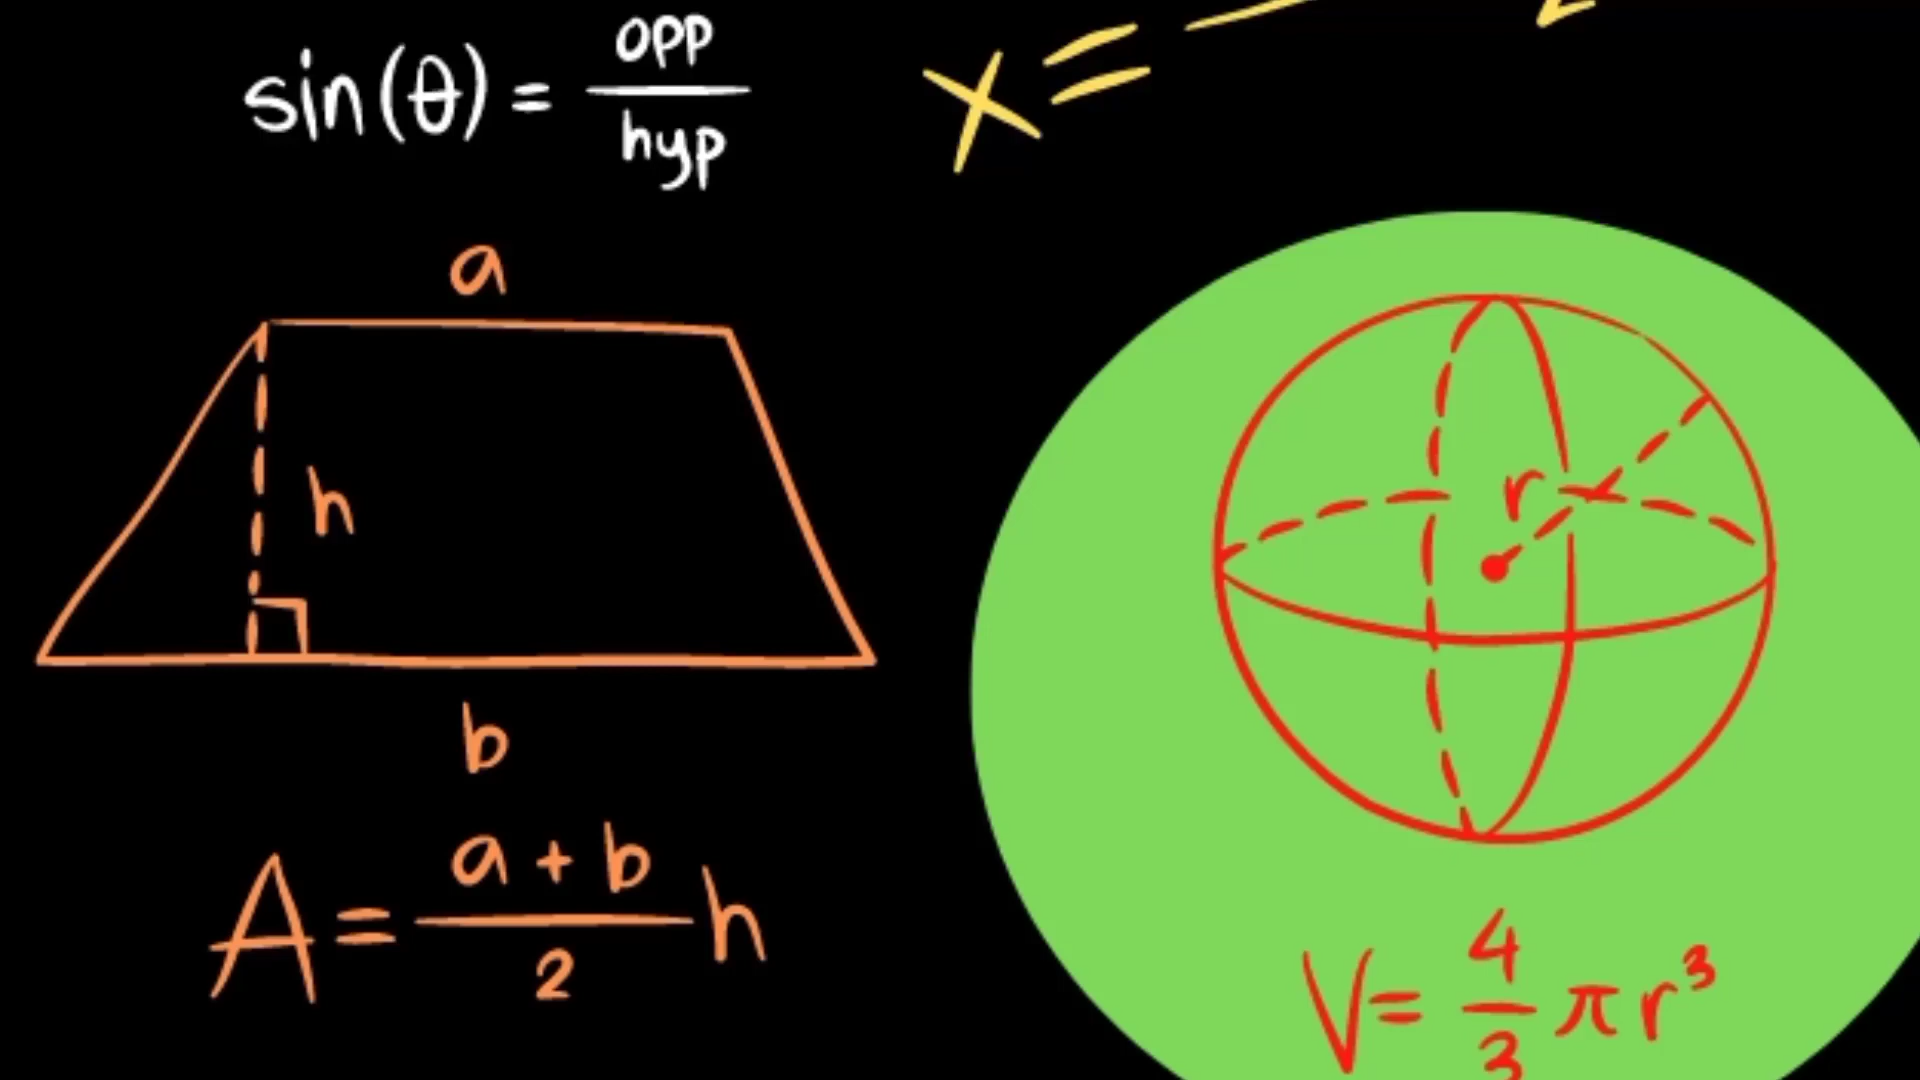 sin(θ) = opp/hyp
x =
a
h
b
A = (a + b)/2 h
r
V = 4/3 πr³